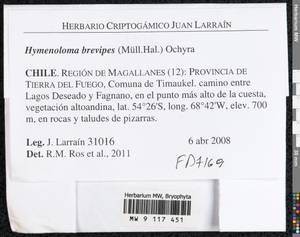 HERBARIO CRIPTOGÁMICO JUAN LARRAÍN
Hymenoloma brevipes (Müll.Hal.) Ochyra
CHILE. REGIÓN DE MAGALLANES (12): PROVINCIA DE
TIERRA DEL FUEGO, Comuna de Timaukel. camino entre
Lagos Deseado y Fagnano, en el punto más alto de la cuesta,
vegetación altoandina, lat. 54°26'S, long. 68°42'W, elev. 700
m, en rocas y taludes de pizarras.
Leg. J. Larraín 31016 6 abr 2008
Det. R.M. Ros et al., 2011
FD4169
Herbarium MW, Bryophyta
MW 9 117 451